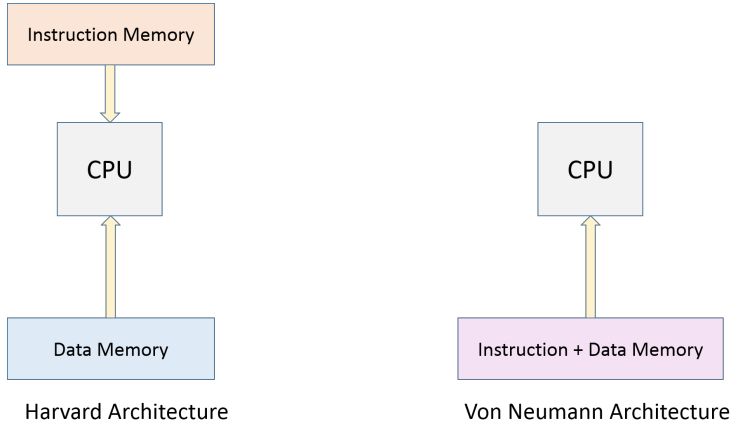 Instruction Memory
CPU
Data Memory
Harvard Architecture
CPU
Instruction + Data Memory
Von Neumann Architecture